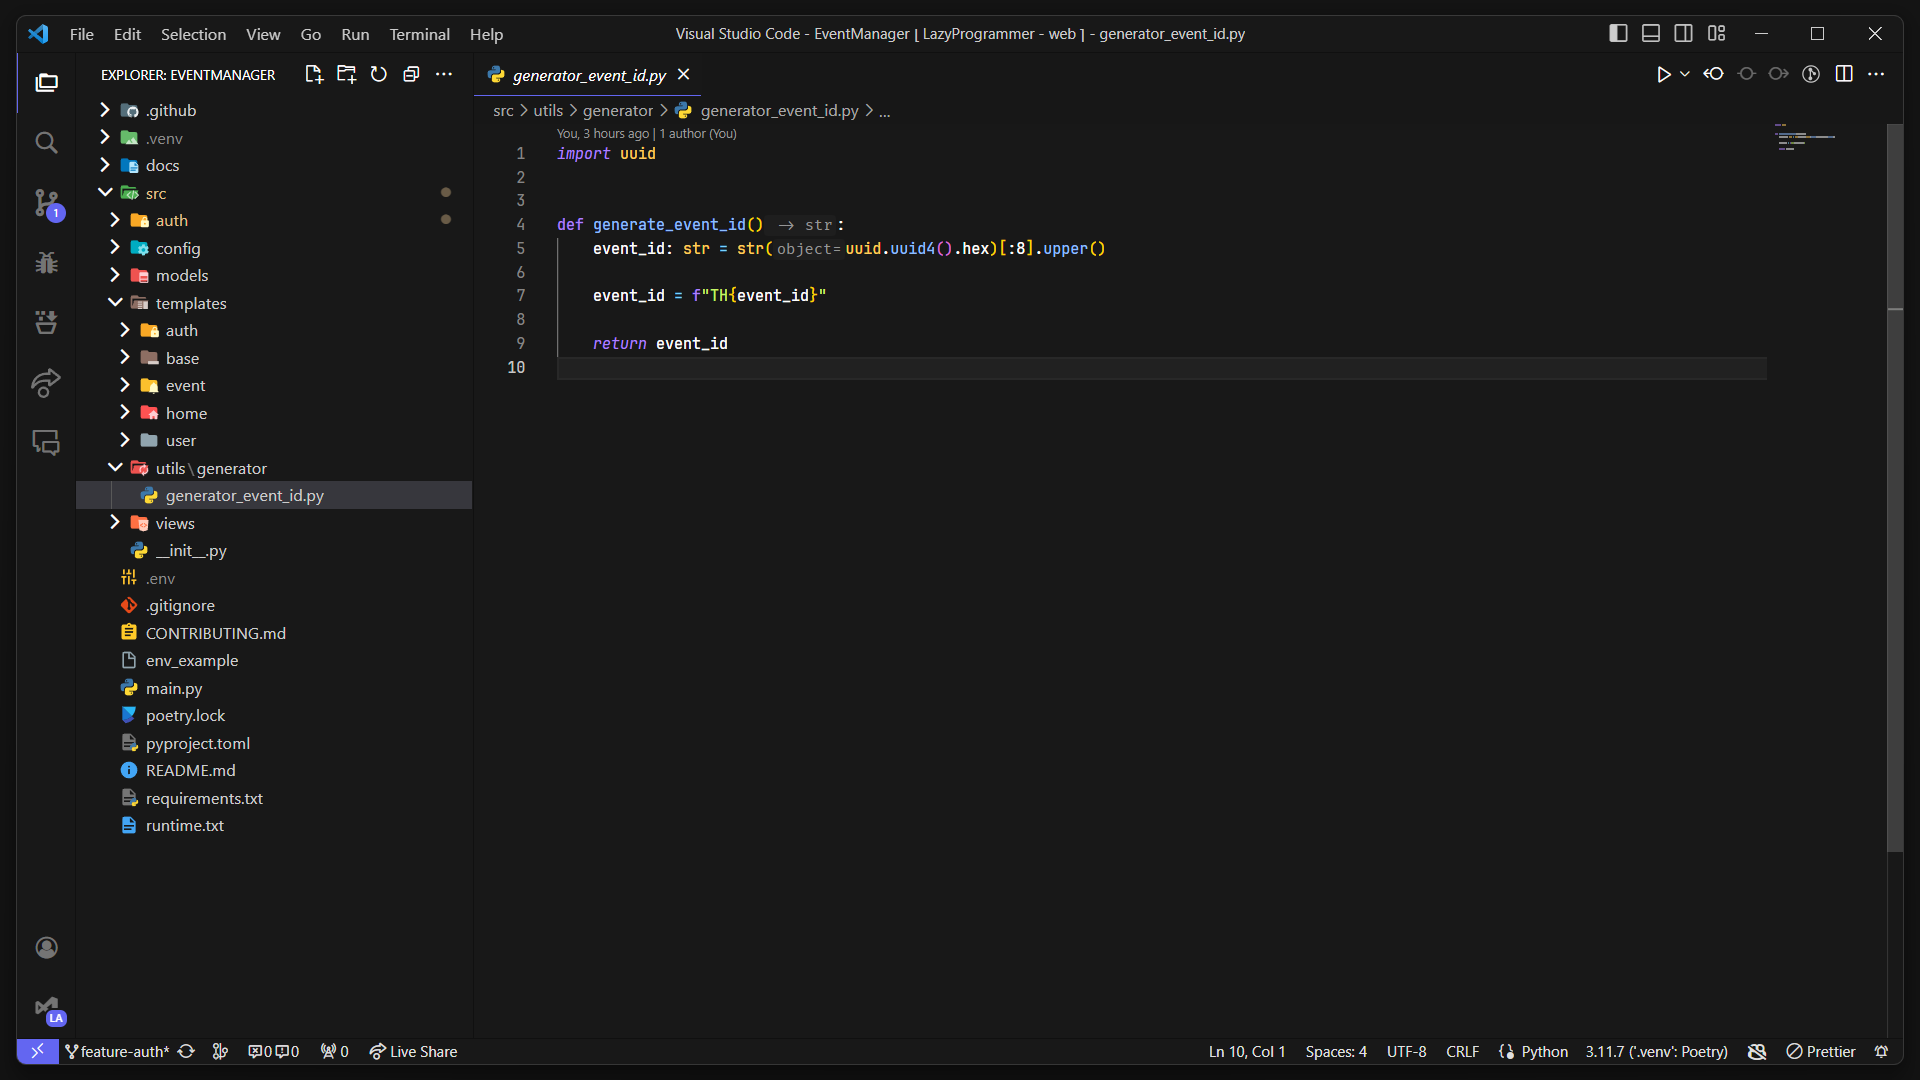 File Edit Selection View Go Run Terminal Help
Visual Studio Code - EventManager ⌊ LazyProgrammer - web ⌉ - generator_event_id.py
EXPLORER: EVENTMANAGER
.github
.venv
docs
src
auth
config
models
templates
auth
base
event
home
user
utils\generator
generator_event_id.py
views
__init__.py
.env
.gitignore
CONTRIBUTING.md
env_example
main.py
poetry.lock
pyproject.toml
README.md
requirements.txt
runtime.txt
1
LA
generator_event_id.py
src > utils > generator > generator_event_id.py > ...
You, 3 hours ago | 1 author (You)
1 import uuid
2
3
4 def generate_event_id() -> str:
5 event_id: str = str(object=uuid.uuid4().hex)[:8].upper()
6
7 event_id = f"TH{event_id}"
8
9 return event_id
10
feature-auth* 0 0 0 Live Share
Ln 10, Col 1 Spaces: 4 UTF-8 CRLF Python 3.11.7 ('.venv': Poetry) Prettier